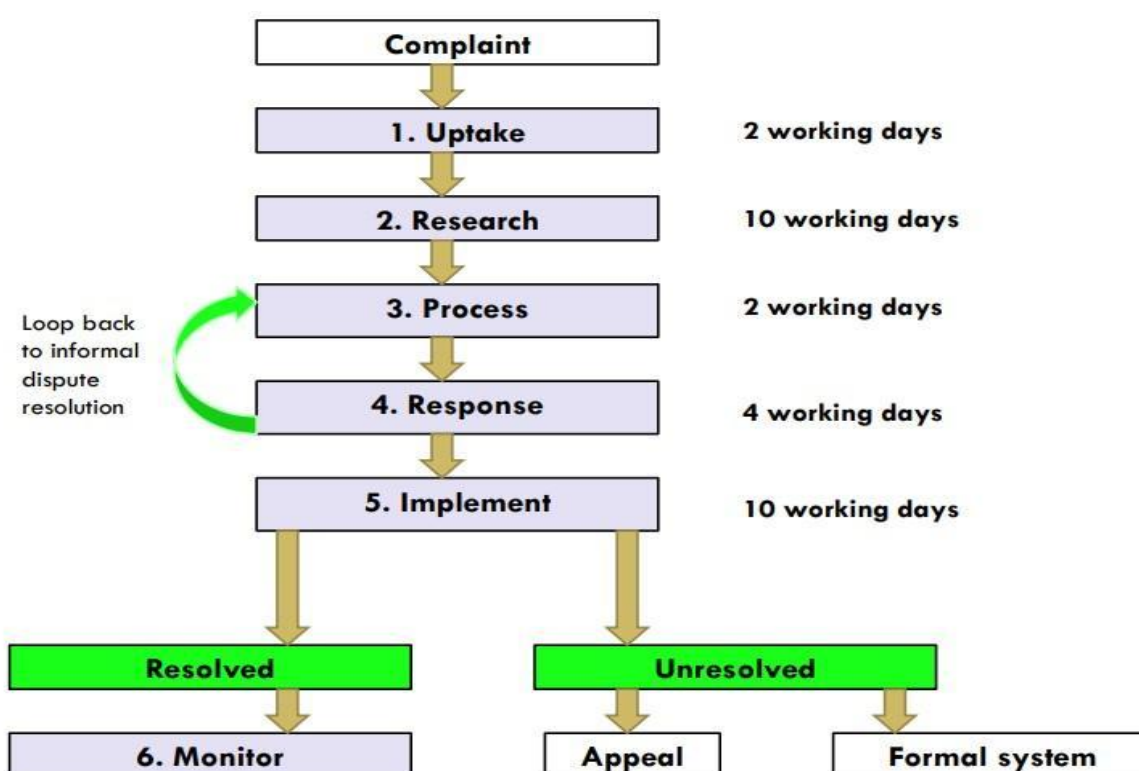 Complaint
1. Uptake
2 working days
2. Research
10 working days
3. Process
2 working days
Loop back
to informal
dispute
resolution
4. Response
4 working days
5. Implement
10 working days
Resolved
Unresolved
6. Monitor
Appeal
Formal system